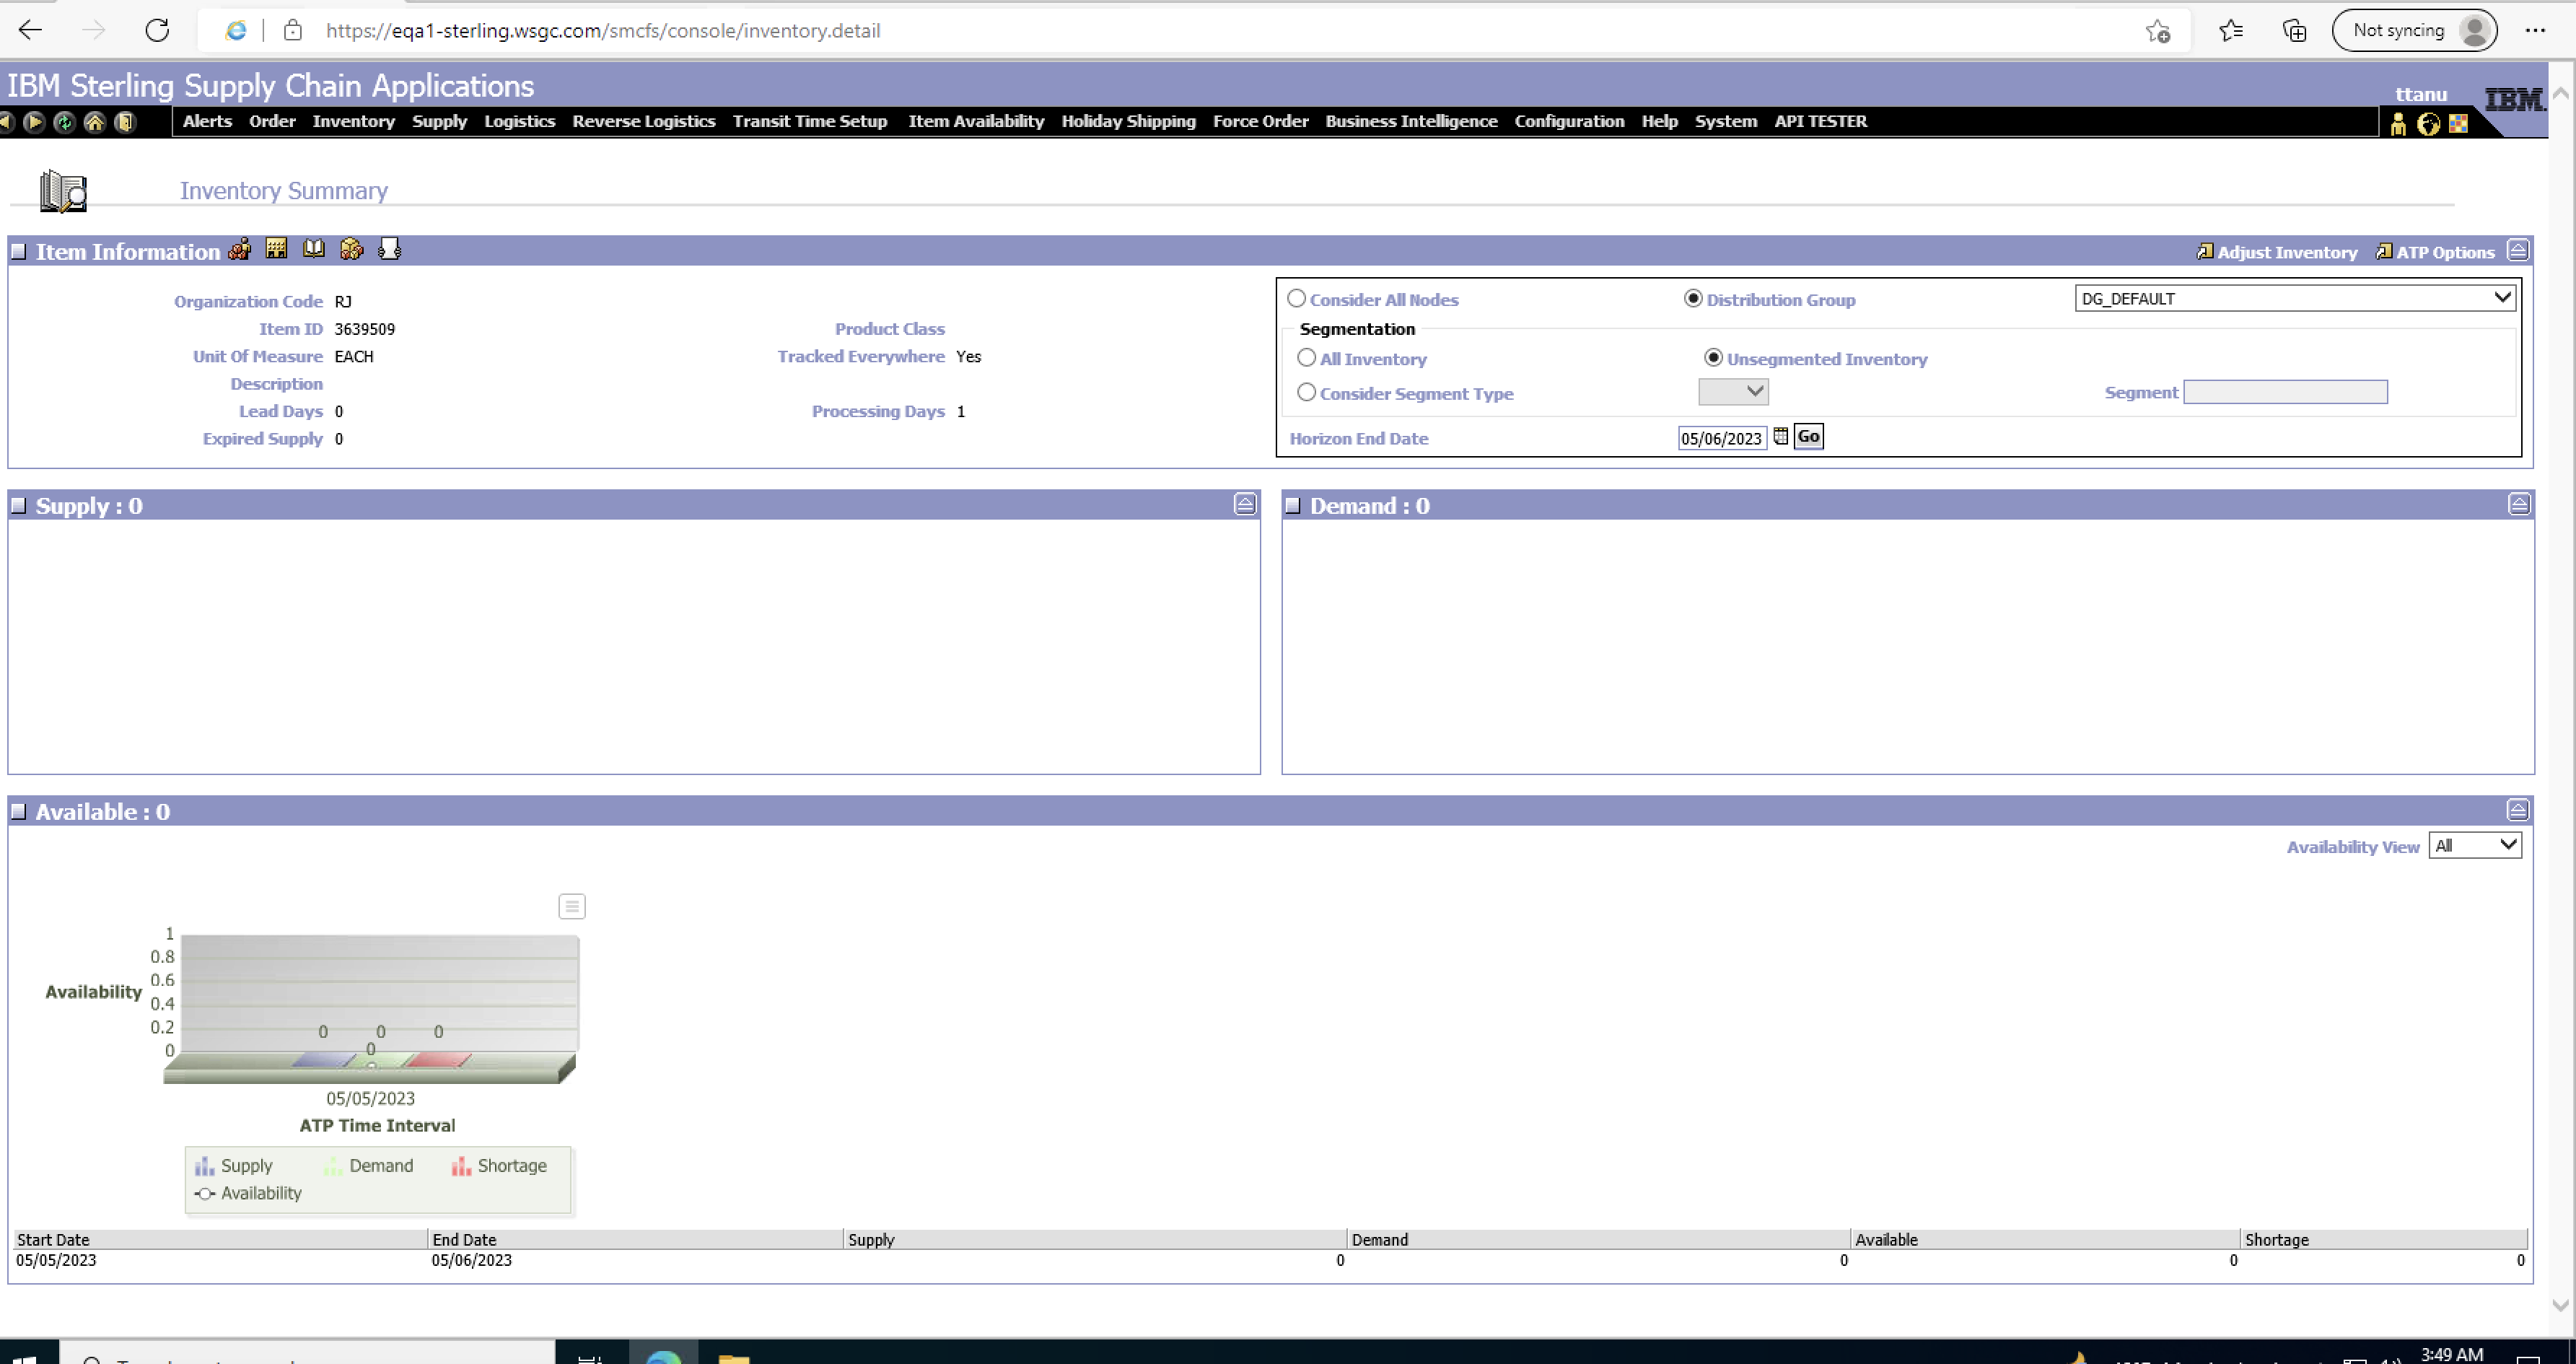 https://eqa1-sterling.wsgc.com/smcfs/console/inventory.detail
Not syncing
IBM Sterling Supply Chain Applications
ttanu
IBM
Alerts Order Inventory Supply Logistics Reverse Logistics Transit Time Setup Item Availability Holiday Shipping Force Order Business Intelligence Configuration Help System API TESTER
Inventory Summary
Item Information
Adjust Inventory ATP Options
Organization Code RJ
Item ID 3639509
Product Class
Unit Of Measure EACH
Tracked Everywhere Yes
Description
Lead Days 0
Processing Days 1
Expired Supply 0
Consider All Nodes Distribution Group DG_DEFAULT
Segmentation
All Inventory Unsegmented Inventory
Consider Segment Type Segment
Horizon End Date 05/06/2023 Go
Supply : 0
Demand : 0
Available : 0
Availability View All
1
0.8
0.6
0.4
0.2
0
Availability
0 0 0
0
05/05/2023
ATP Time Interval
Supply Demand Shortage
Availability
Start Date End Date Supply Demand Available Shortage
05/05/2023 05/06/2023 0 0 0 0
3:49 AM